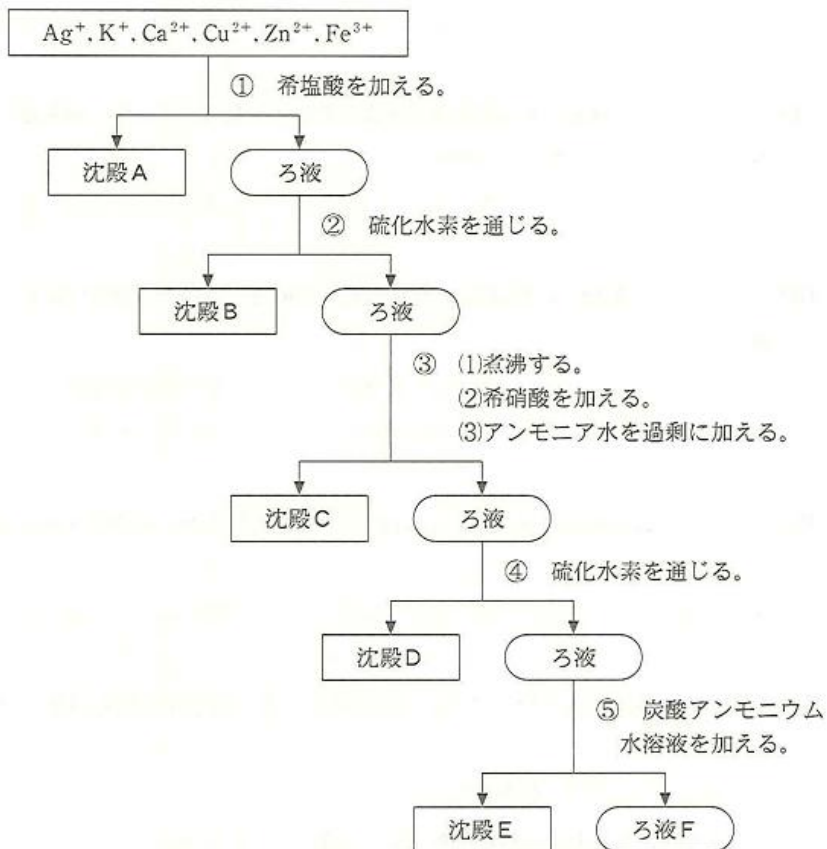 Ag⁺, K⁺, Ca²⁺, Cu²⁺, Zn²⁺, Fe³⁺
① 希塩酸を加える。
沈殿A
ろ液
② 硫化水素を通じる。
沈殿B
ろ液
③ (1)煮沸する。
(2)希硝酸を加える。
(3)アンモニア水を過剰に加える。
沈殿C
ろ液
④ 硫化水素を通じる。
沈殿D
ろ液
⑤ 炭酸アンモニウム
水溶液を加える。
沈殿E
ろ液F